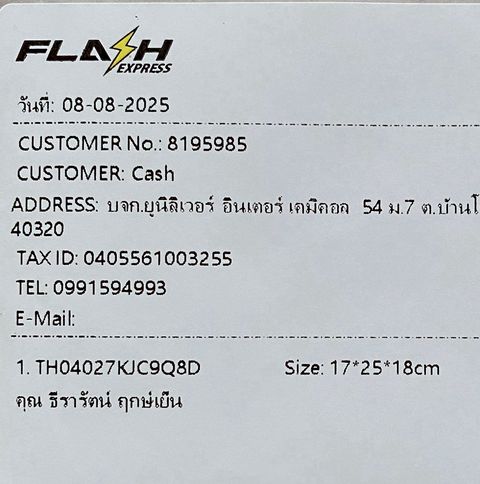 FLASH
EXPRESS
วันที่: 08-08-2025
CUSTOMER No.: 8195985
CUSTOMER: Cash
ADDRESS: บจก.ยูนิลิเวอร์ อินเตอร์ เคมิคอล 54 ม.7 ต.บ้านโ
40320
TAX ID: 0405561003255
TEL: 0991594993
E-Mail:
1. TH04027KJC9Q8D Size: 17*25*18cm
คุณ ธีรารัตน์ ฤกษ์เย็น